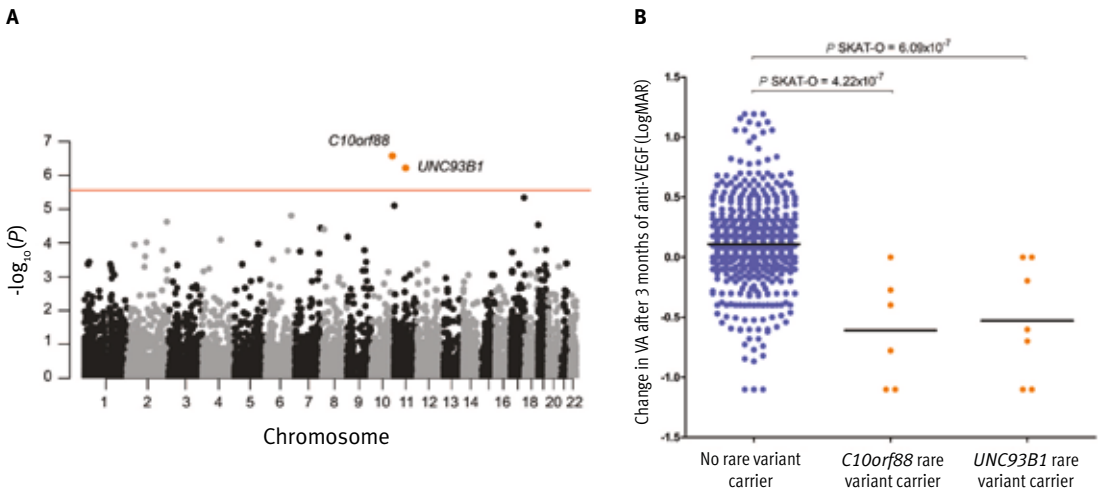 A
B
P SKAT-O = 6.09x10-7
P SKAT-O = 4.22x10-7
C10orf88
UNC93B1
-log10(P)
7
6
5
4
3
2
1
0
1 2 3 4 5 6 7 8 9 10 11 12 13 14 16 18 20 22
Chromosome
Change in VA after 3 months of anti-VEGF (LogMAR)
1.5
1.0
0.5
0.0
-0.5
-1.0
-1.5
No rare variant
carrier
C10orf88 rare
variant carrier
UNC93B1 rare
variant carrier